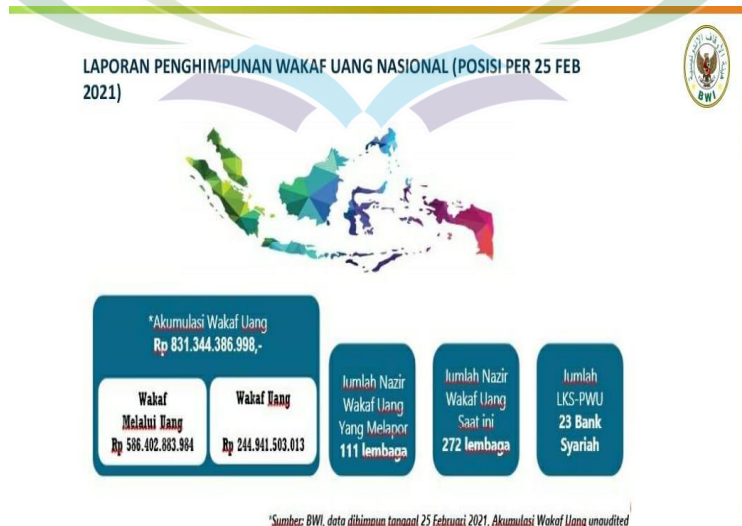 LAPORAN PENGHIMPUNAN WAKAF UANG NASIONAL (POSISI PER 25 FEB
2021)
BWI
*Akumulasi Wakaf Uang
Rp 831.344.386.998,-
Wakaf
Melalui Uang
Rp 586.402.883.984
Wakaf Uang
Rp 244.941.503.013
Jumlah Nazir
Wakaf Uang
Yang Melapor
111 lembaga
Jumlah Nazir
Wakaf Uang
Saat ini
272 lembaga
Jumlah
LKS-PWU
23 Bank
Syariah
*Sumber: BWI, data dihimpun tanggal 25 Februari 2021, Akumulasi Wakaf Uang unaudited